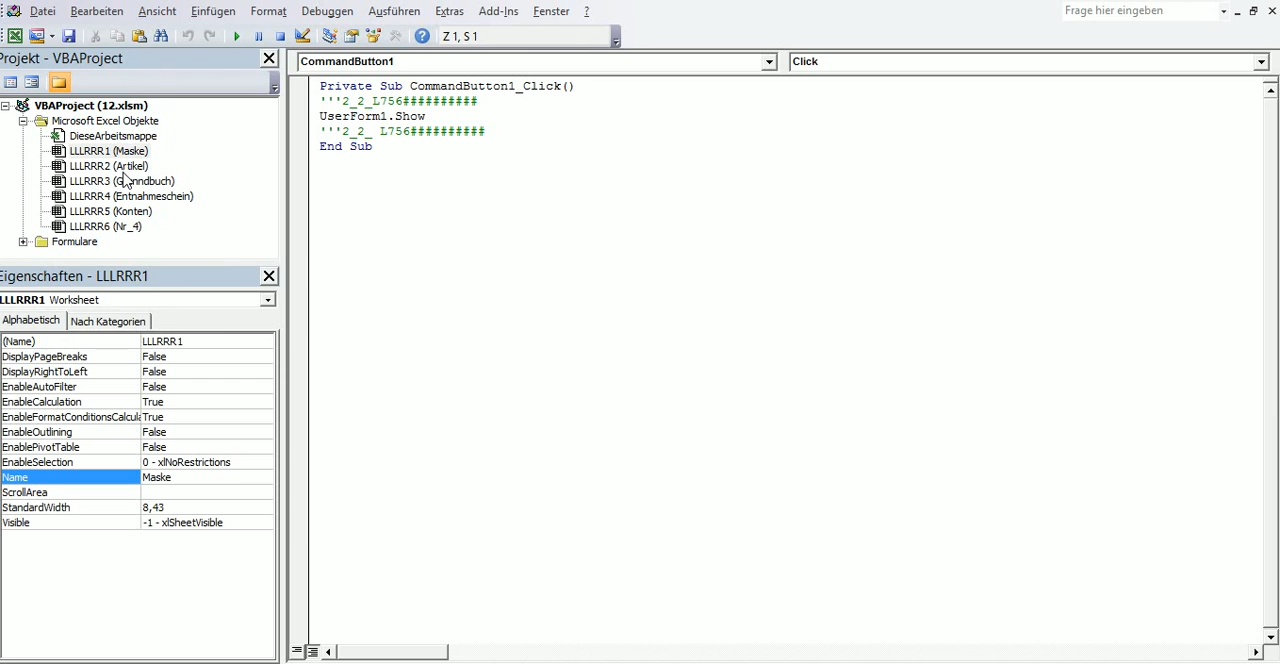 Datei Bearbeiten Ansicht Einfügen Format Debuggen Ausführen Extras Add-Ins Fenster ? Frage hier eingeben
Z 1, S 1
Projekt - VBAProject
VBAProject (12.xlsm)
Microsoft Excel Objekte
DieseArbeitsmappe
LLLRRR1 (Maske)
LLLRRR2 (Artikel)
LLLRRR3
LLLRRR4 (Entnahmeschein)
LLLRRR5 (Konten)
LLLRRR6 (Nr_4)
Formulare
Eigenschaften - LLLRRR1
LLLRRR1 Worksheet
Alphabetisch Nach Kategorien
(Name) LLLRRR1
DisplayPageBreaks False
DisplayRightToLeft False
EnableAutoFilter False
EnableCalculation True
EnableFormatConditionsCalcula True
EnableOutlining False
EnablePivotTable False
EnableSelection 0 - xlNoRestrictions
Name Maske
ScrollArea
StandardWidth 8,43
Visible -1 - xlSheetVisible
CommandButton1 Click
Private Sub CommandButton1_Click()
'''2_2_L756##########
UserForm1.Show
'''2_2_ L756##########
End Sub